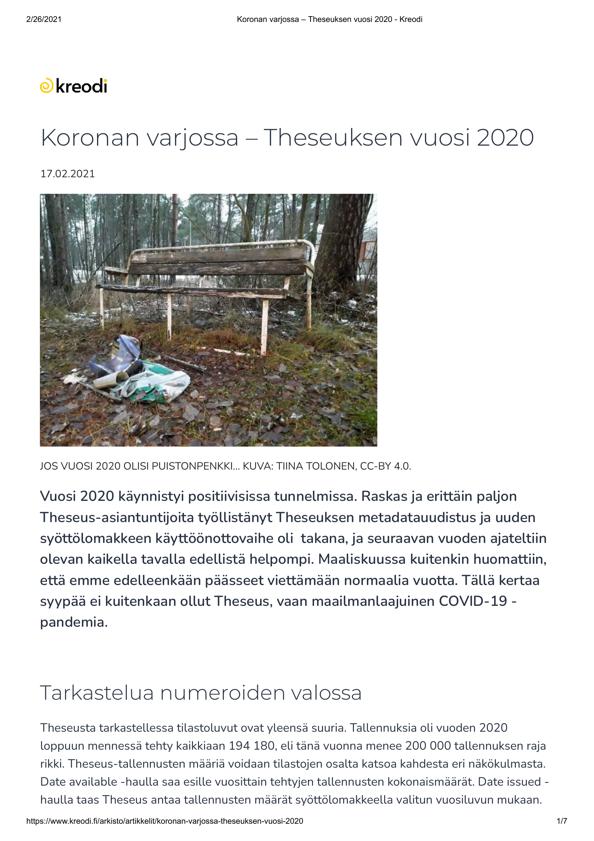 2/26/2021
Koronan varjossa – Theseuksen vuosi 2020 - Kreodi
kreodi
Koronan varjossa – Theseuksen vuosi 2020
17.02.2021
JOS VUOSI 2020 OLISI PUISTONPENKKI... KUVA: TIINA TOLONEN, CC-BY 4.0.
Vuosi 2020 käynnistyi positiivisissa tunnelmissa. Raskas ja erittäin paljon
Theseus-asiantuntijoita työllistänyt Theseuksen metadatauudistus ja uuden
syöttölomakkeen käyttöönottovaihe oli  takana, ja seuraavan vuoden ajateltiin
olevan kaikella tavalla edellistä helpompi. Maaliskuussa kuitenkin huomattiin,
että emme edelleenkään päässeet viettämään normaalia vuotta. Tällä kertaa
syypää ei kuitenkaan ollut Theseus, vaan maailmanlaajuinen COVID-19 -
pandemia.
Tarkastelua numeroiden valossa
Theseusta tarkastellessa tilastoluvut ovat yleensä suuria. Tallennuksia oli vuoden 2020
loppuun mennessä tehty kaikkiaan 194 180, eli tänä vuonna menee 200 000 tallennuksen raja
rikki. Theseus-tallennusten määriä voidaan tilastojen osalta katsoa kahdesta eri näkökulmasta.
Date available -haulla saa esille vuosittain tehtyjen tallennusten kokonaismäärät. Date issued -
haulla taas Theseus antaa tallennusten määrät syöttölomakkeella valitun vuosiluvun mukaan.
https://www.kreodi.fi/arkisto/artikkelit/koronan-varjossa-theseuksen-vuosi-2020
1/7